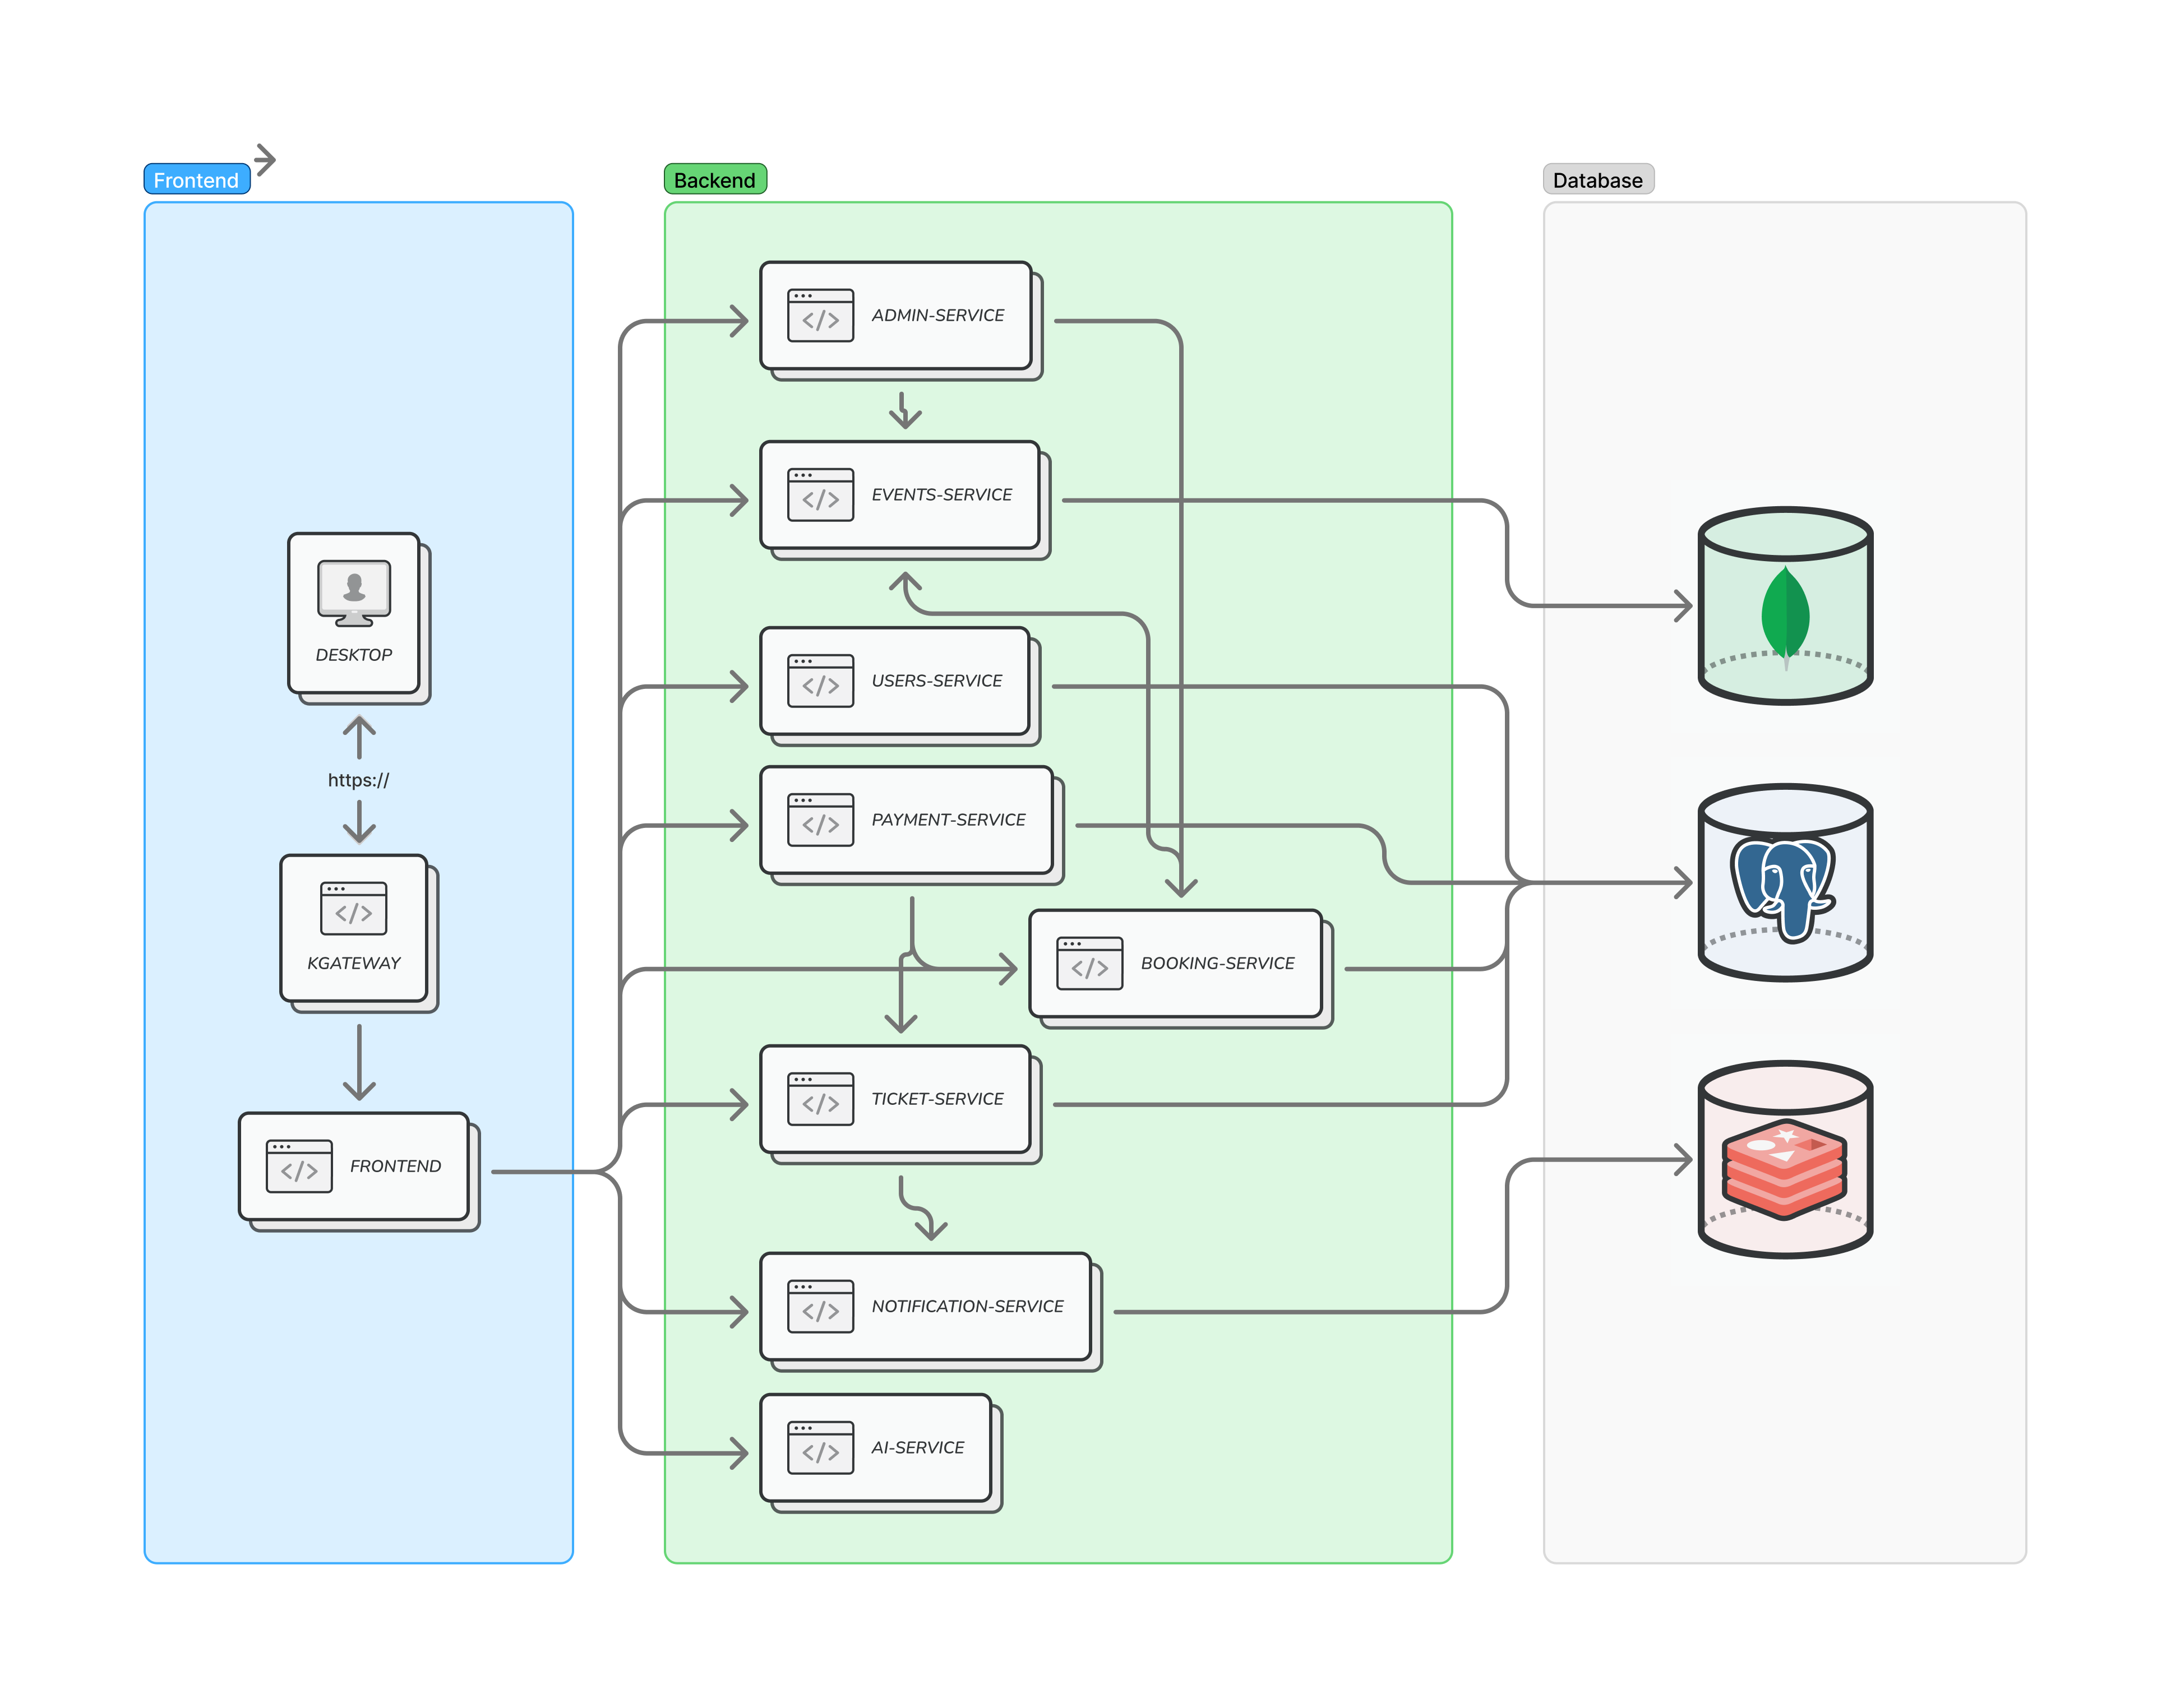 Frontend
Backend
Database
ADMIN-SERVICE
EVENTS-SERVICE
DESKTOP
USERS-SERVICE
https://
PAYMENT-SERVICE
KGATEWAY
BOOKING-SERVICE
TICKET-SERVICE
FRONTEND
NOTIFICATION-SERVICE
AI-SERVICE